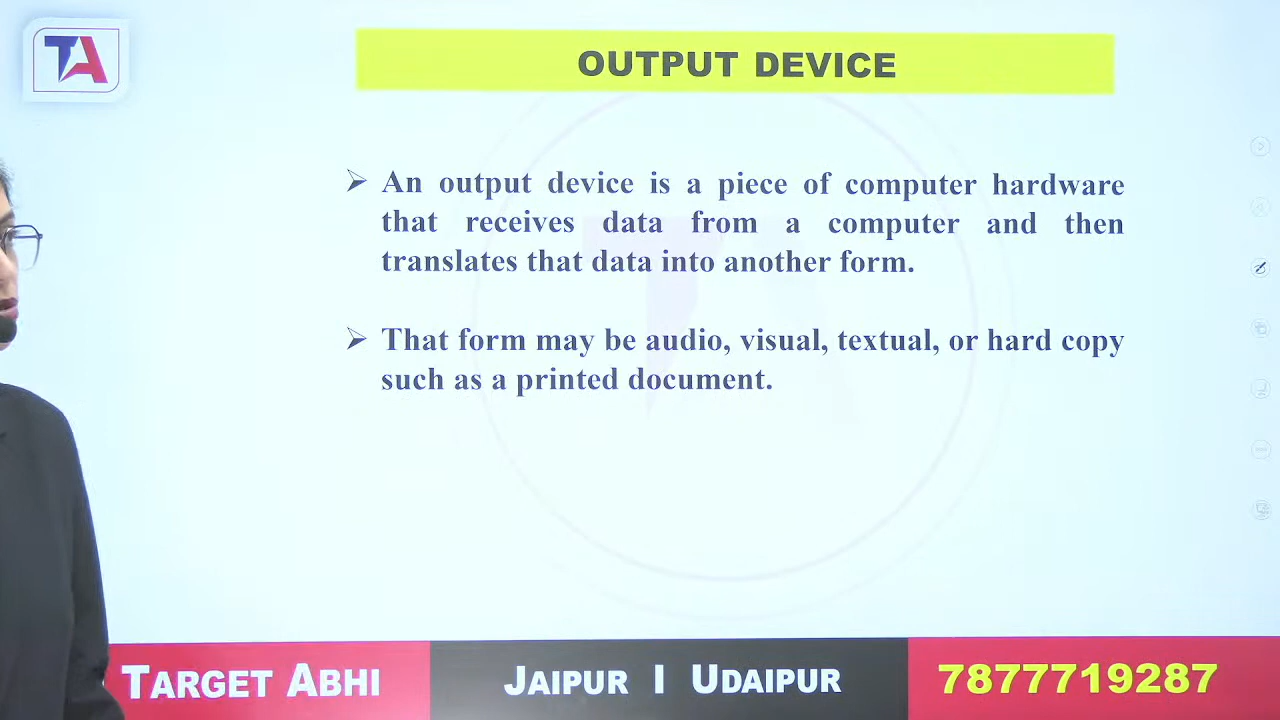 TA
OUTPUT DEVICE
➢ An output device is a piece of computer hardware
that receives data from a computer and then
translates that data into another form.
➢ That form may be audio, visual, textual, or hard copy
such as a printed document.
TARGET ABHI
JAIPUR I UDAIPUR
7877719287